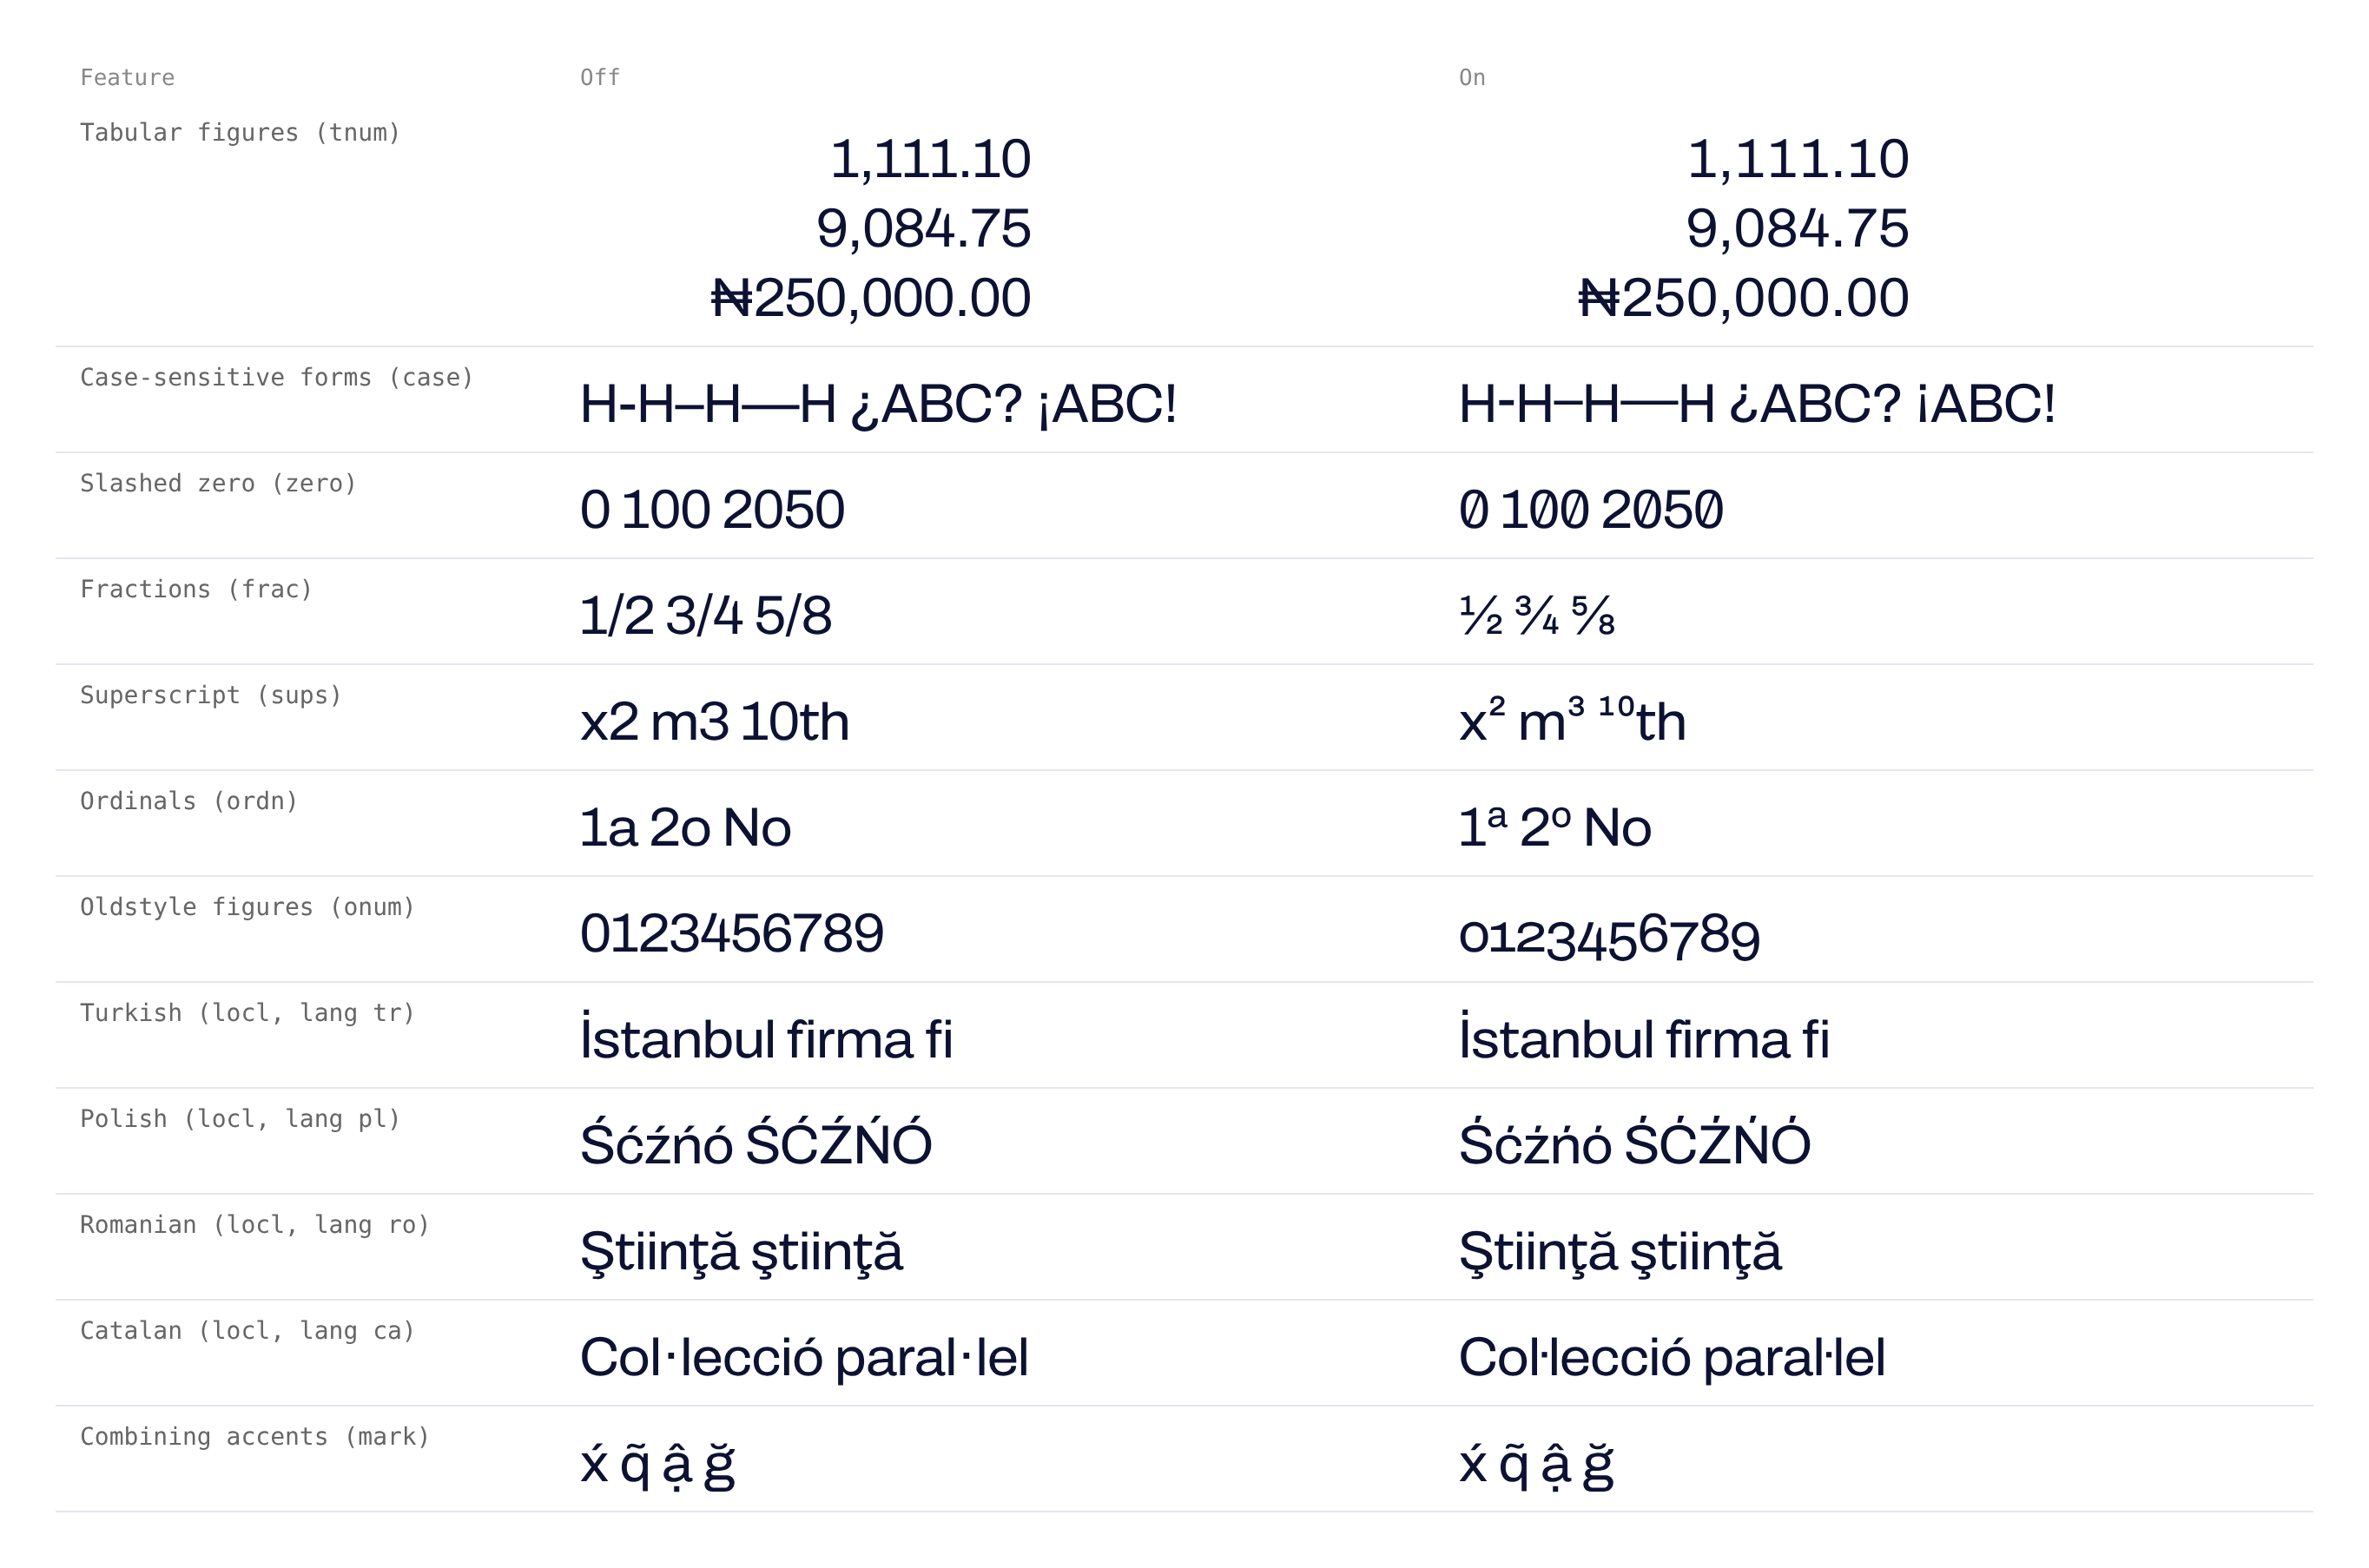 Feature Off On
Tabular figures (tnum) 1,111.10 1,111.10
9,084.75 9,084.75
₦250,000.00 ₦250,000.00
Case-sensitive forms (case) H-H–H—H ¿ABC? ¡ABC! H-H–H—H ¿ABC? ¡ABC!
Slashed zero (zero) 0 100 2050 0 100 2050
Fractions (frac) 1/2 3/4 5/8 ½ ¾ ⅝
Superscript (sups) x2 m3 10th x² m³ ¹⁰th
Ordinals (ordn) 1a 2o No 1ª 2º No
Oldstyle figures (onum) 0123456789 0123456789
Turkish (locl, lang tr) İstanbul firma fi İstanbul firma fi
Polish (locl, lang pl) Śćźńó ŚĆŹŃÓ Śćźńó ŚĆŹŃÓ
Romanian (locl, lang ro) Ştiinţă ştiinţă Ştiinţă ştiinţă
Catalan (locl, lang ca) Col·lecció paral·lel Col·lecció paral·lel
Combining accents (mark) x́ q̃ ậ ğ x́ q̃ ậ ğ